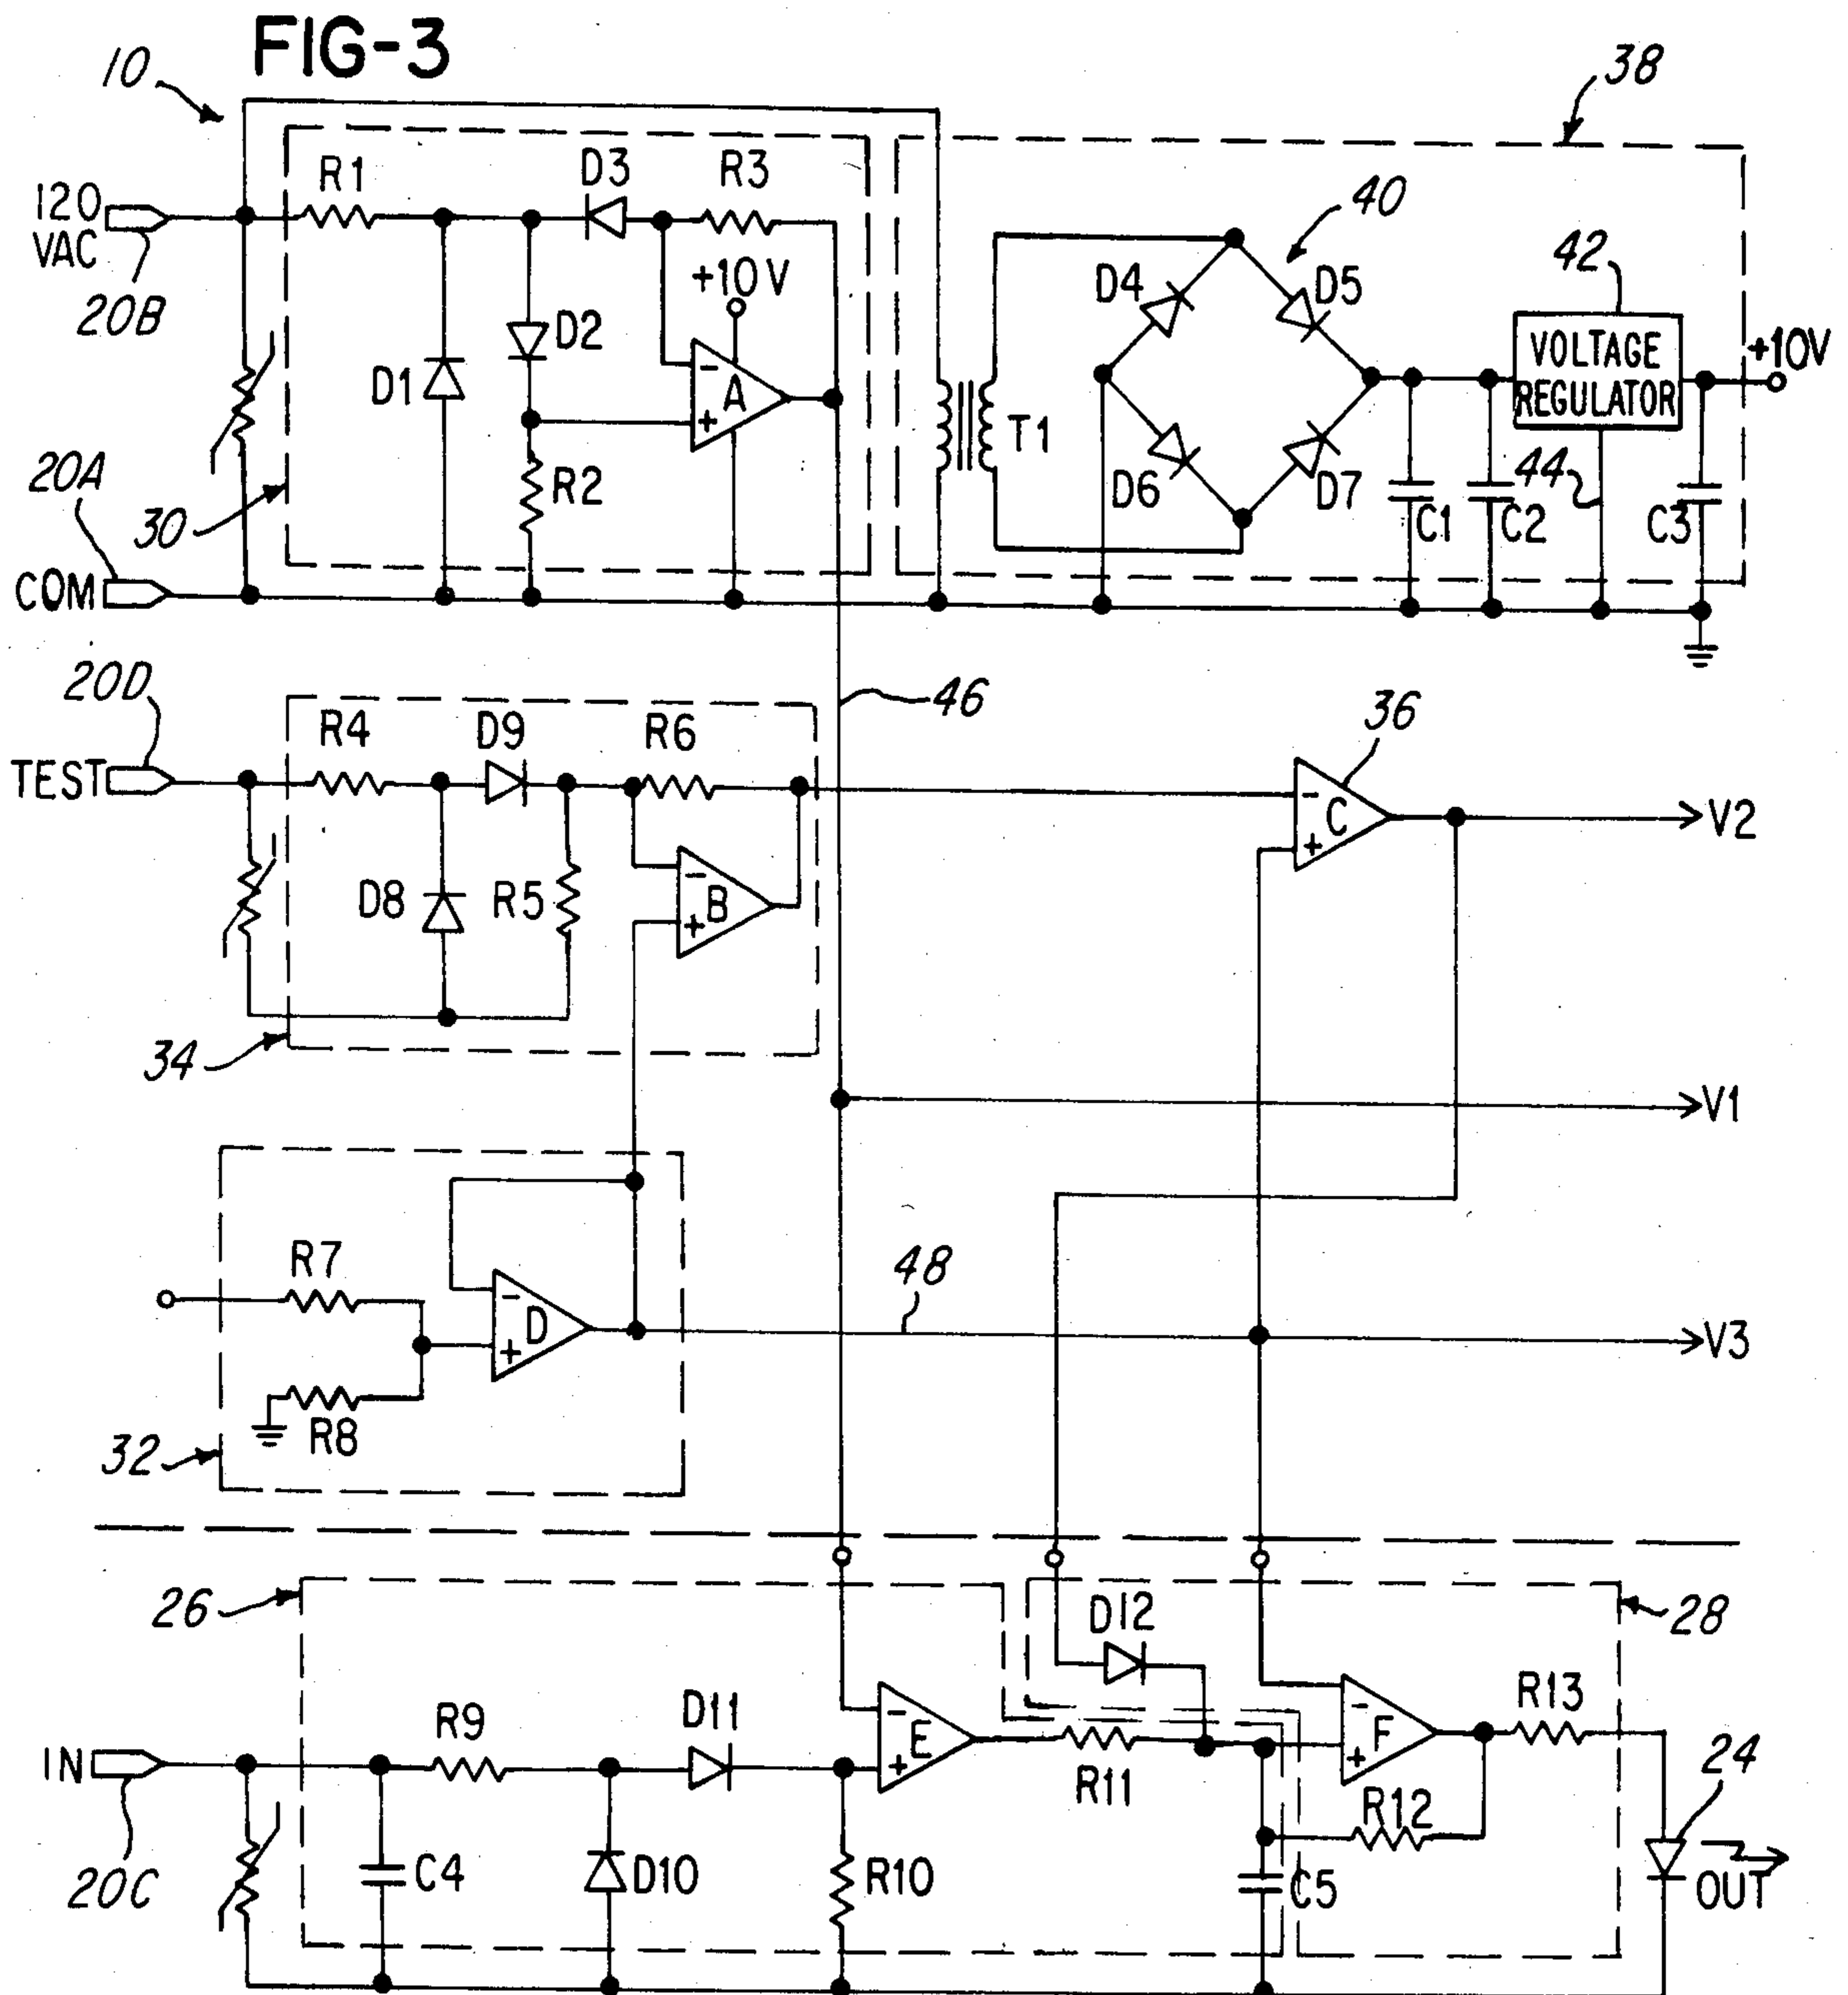 FIG-3
10
38
R1
D3
R3
120
VAC
20B
+10V
D2
D1
-
A
+
R2
30
20A
COM
40
D4
D5
D6
D7
T1
42
VOLTAGE
REGULATOR
+10V
44
C1
C2
C3
20D
TEST
R4
D9
R6
46
36
-
C
+
V2
D8
R5
-
B
+
34
V1
R7
-
D
+
48
V3
R8
32
26
28
D12
IN
20C
R9
D11
-
E
+
R11
-
F
+
R13
24
R12
C4
D10
R10
C5
OUT